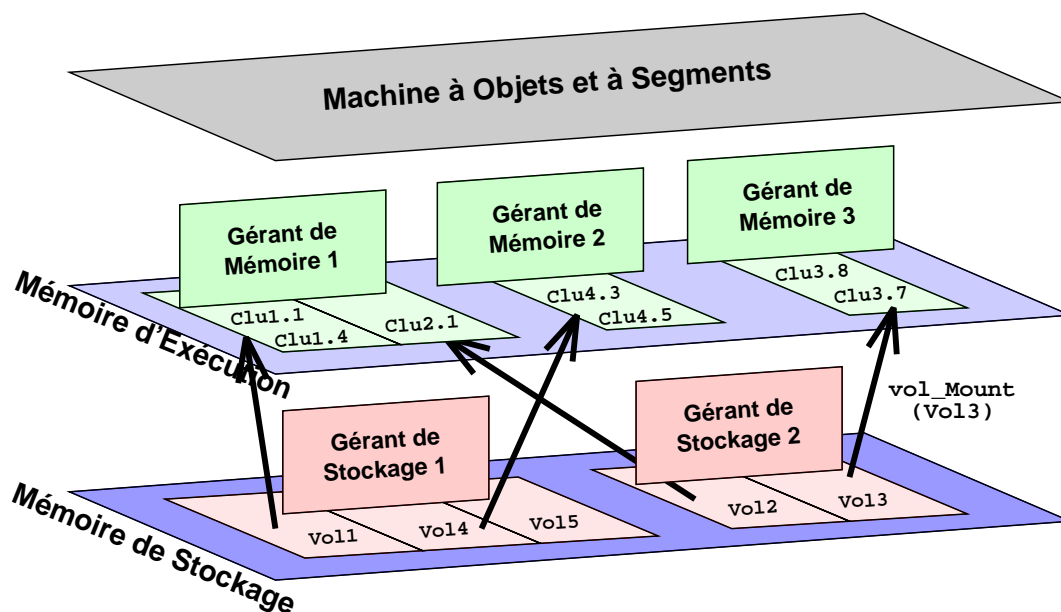 Machine à Objets et à Segments
Gérant de
Mémoire 1
Gérant de
Mémoire 2
Gérant de
Mémoire 3
Clu1.1
Clu1.4
Clu2.1
Clu4.3
Clu4.5
Clu3.8
Clu3.7
Mémoire d'Exécution
vol_Mount
(Vol3)
Gérant de
Stockage 1
Gérant de
Stockage 2
Vol1
Vol4
Vol5
Vol2
Vol3
Mémoire de Stockage